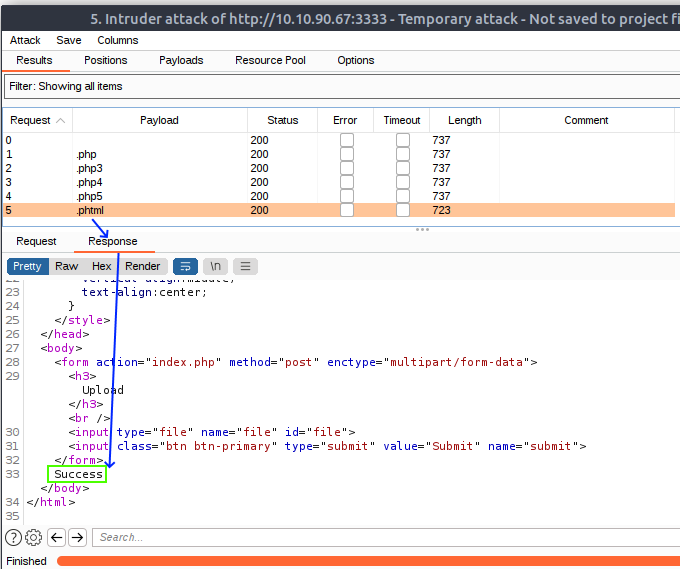 5. Intruder attack of http://10.10.90.67:3333 - Temporary attack - Not saved to project fi
Attack Save Columns
Results Positions Payloads Resource Pool Options
Filter: Showing all items
Request Payload Status Error Timeout Length Comment
0 200 737
1 .php 200 737
2 .php3 200 737
3 .php4 200 737
4 .php5 200 737
5 .phtml 200 723
Request Response
Pretty Raw Hex Render \n
22 vertical-align:middle;
23 text-align:center;
24 }
25 </style>
26 </head>
27 <body>
28 <form action="index.php" method="post" enctype="multipart/form-data">
29 <h3>
Upload
</h3>
<br />
30 <input type="file" name="file" id="file">
31 <input class="btn btn-primary" type="submit" value="Submit" name="submit">
32 </form>
33 Success
</body>
34 </html>
35
? Search...
Finished